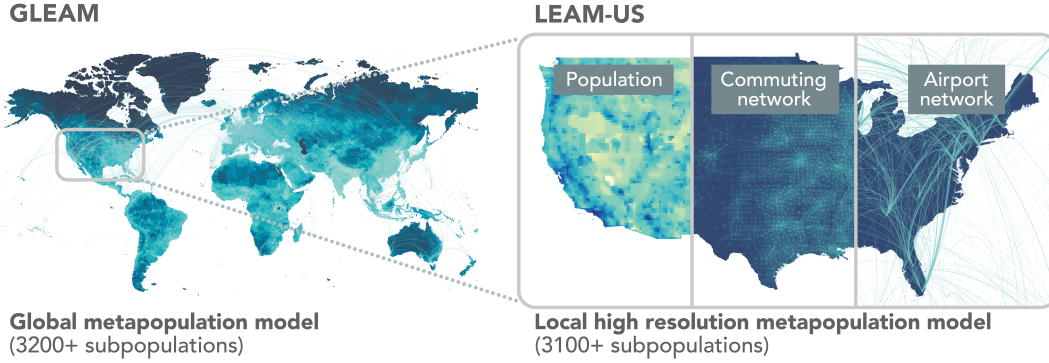 GLEAM
LEAM-US
Population
Commuting
network
Airport
network
Global metapopulation model
(3200+ subpopulations)
Local high resolution metapopulation model
(3100+ subpopulations)